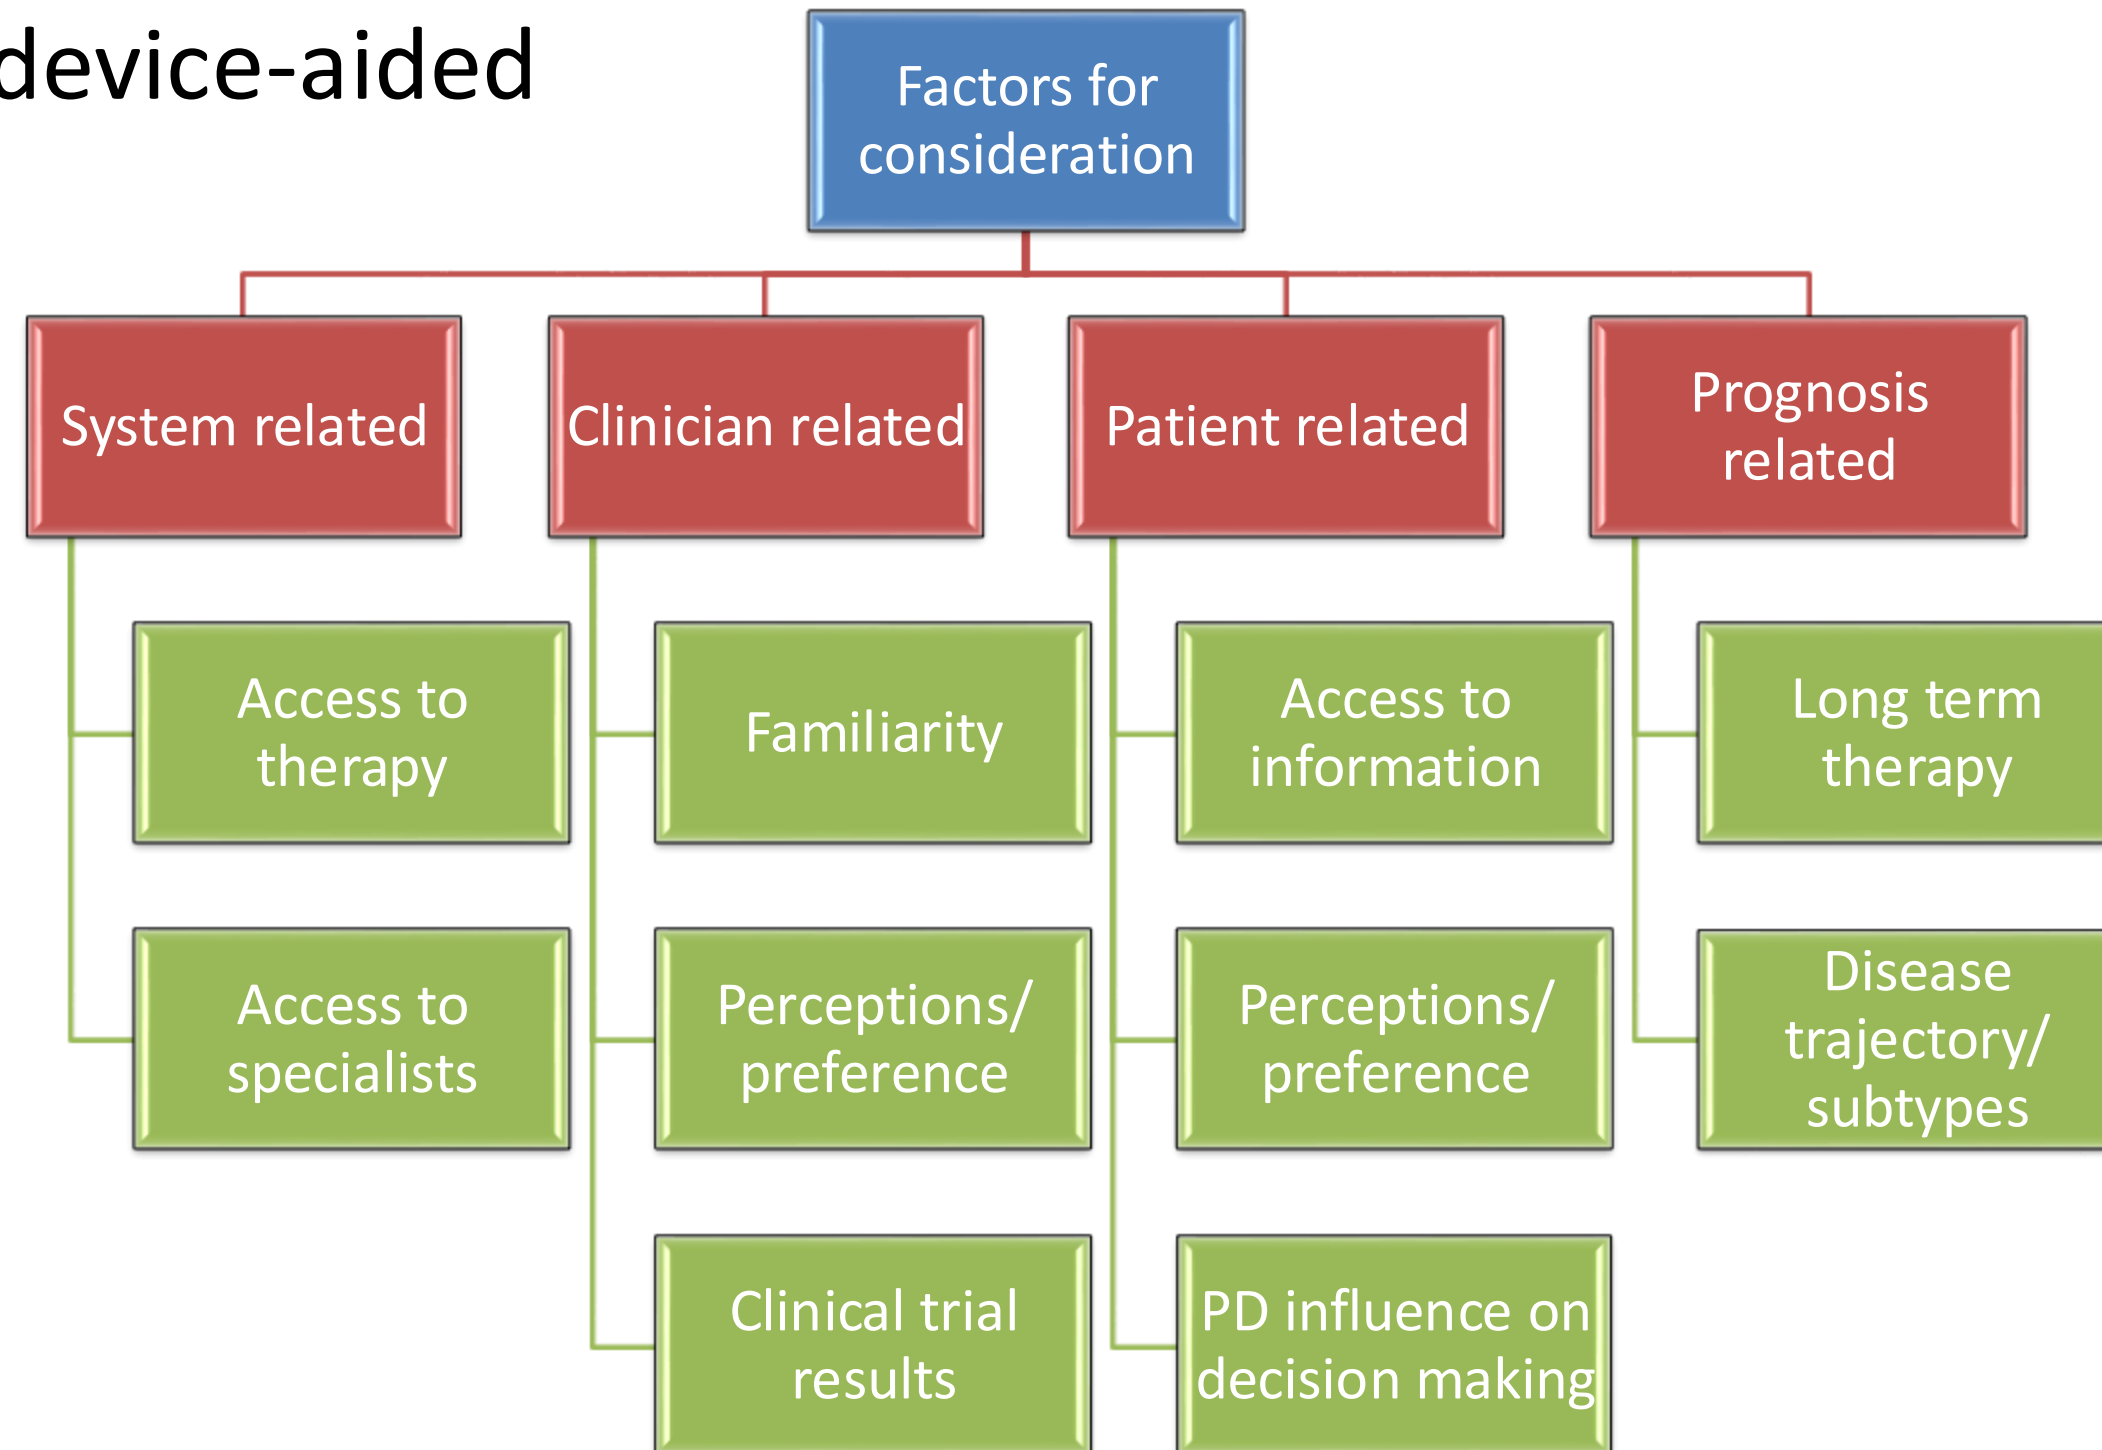 device-aided
Factors for
consideration
System related
Clinician related
Patient related
Prognosis
related
Access to
therapy
Familiarity
Access to
information
Long term
therapy
Access to
specialists
Perceptions/
preference
Perceptions/
preference
Disease
trajectory/
subtypes
Clinical trial
results
PD influence on
decision making